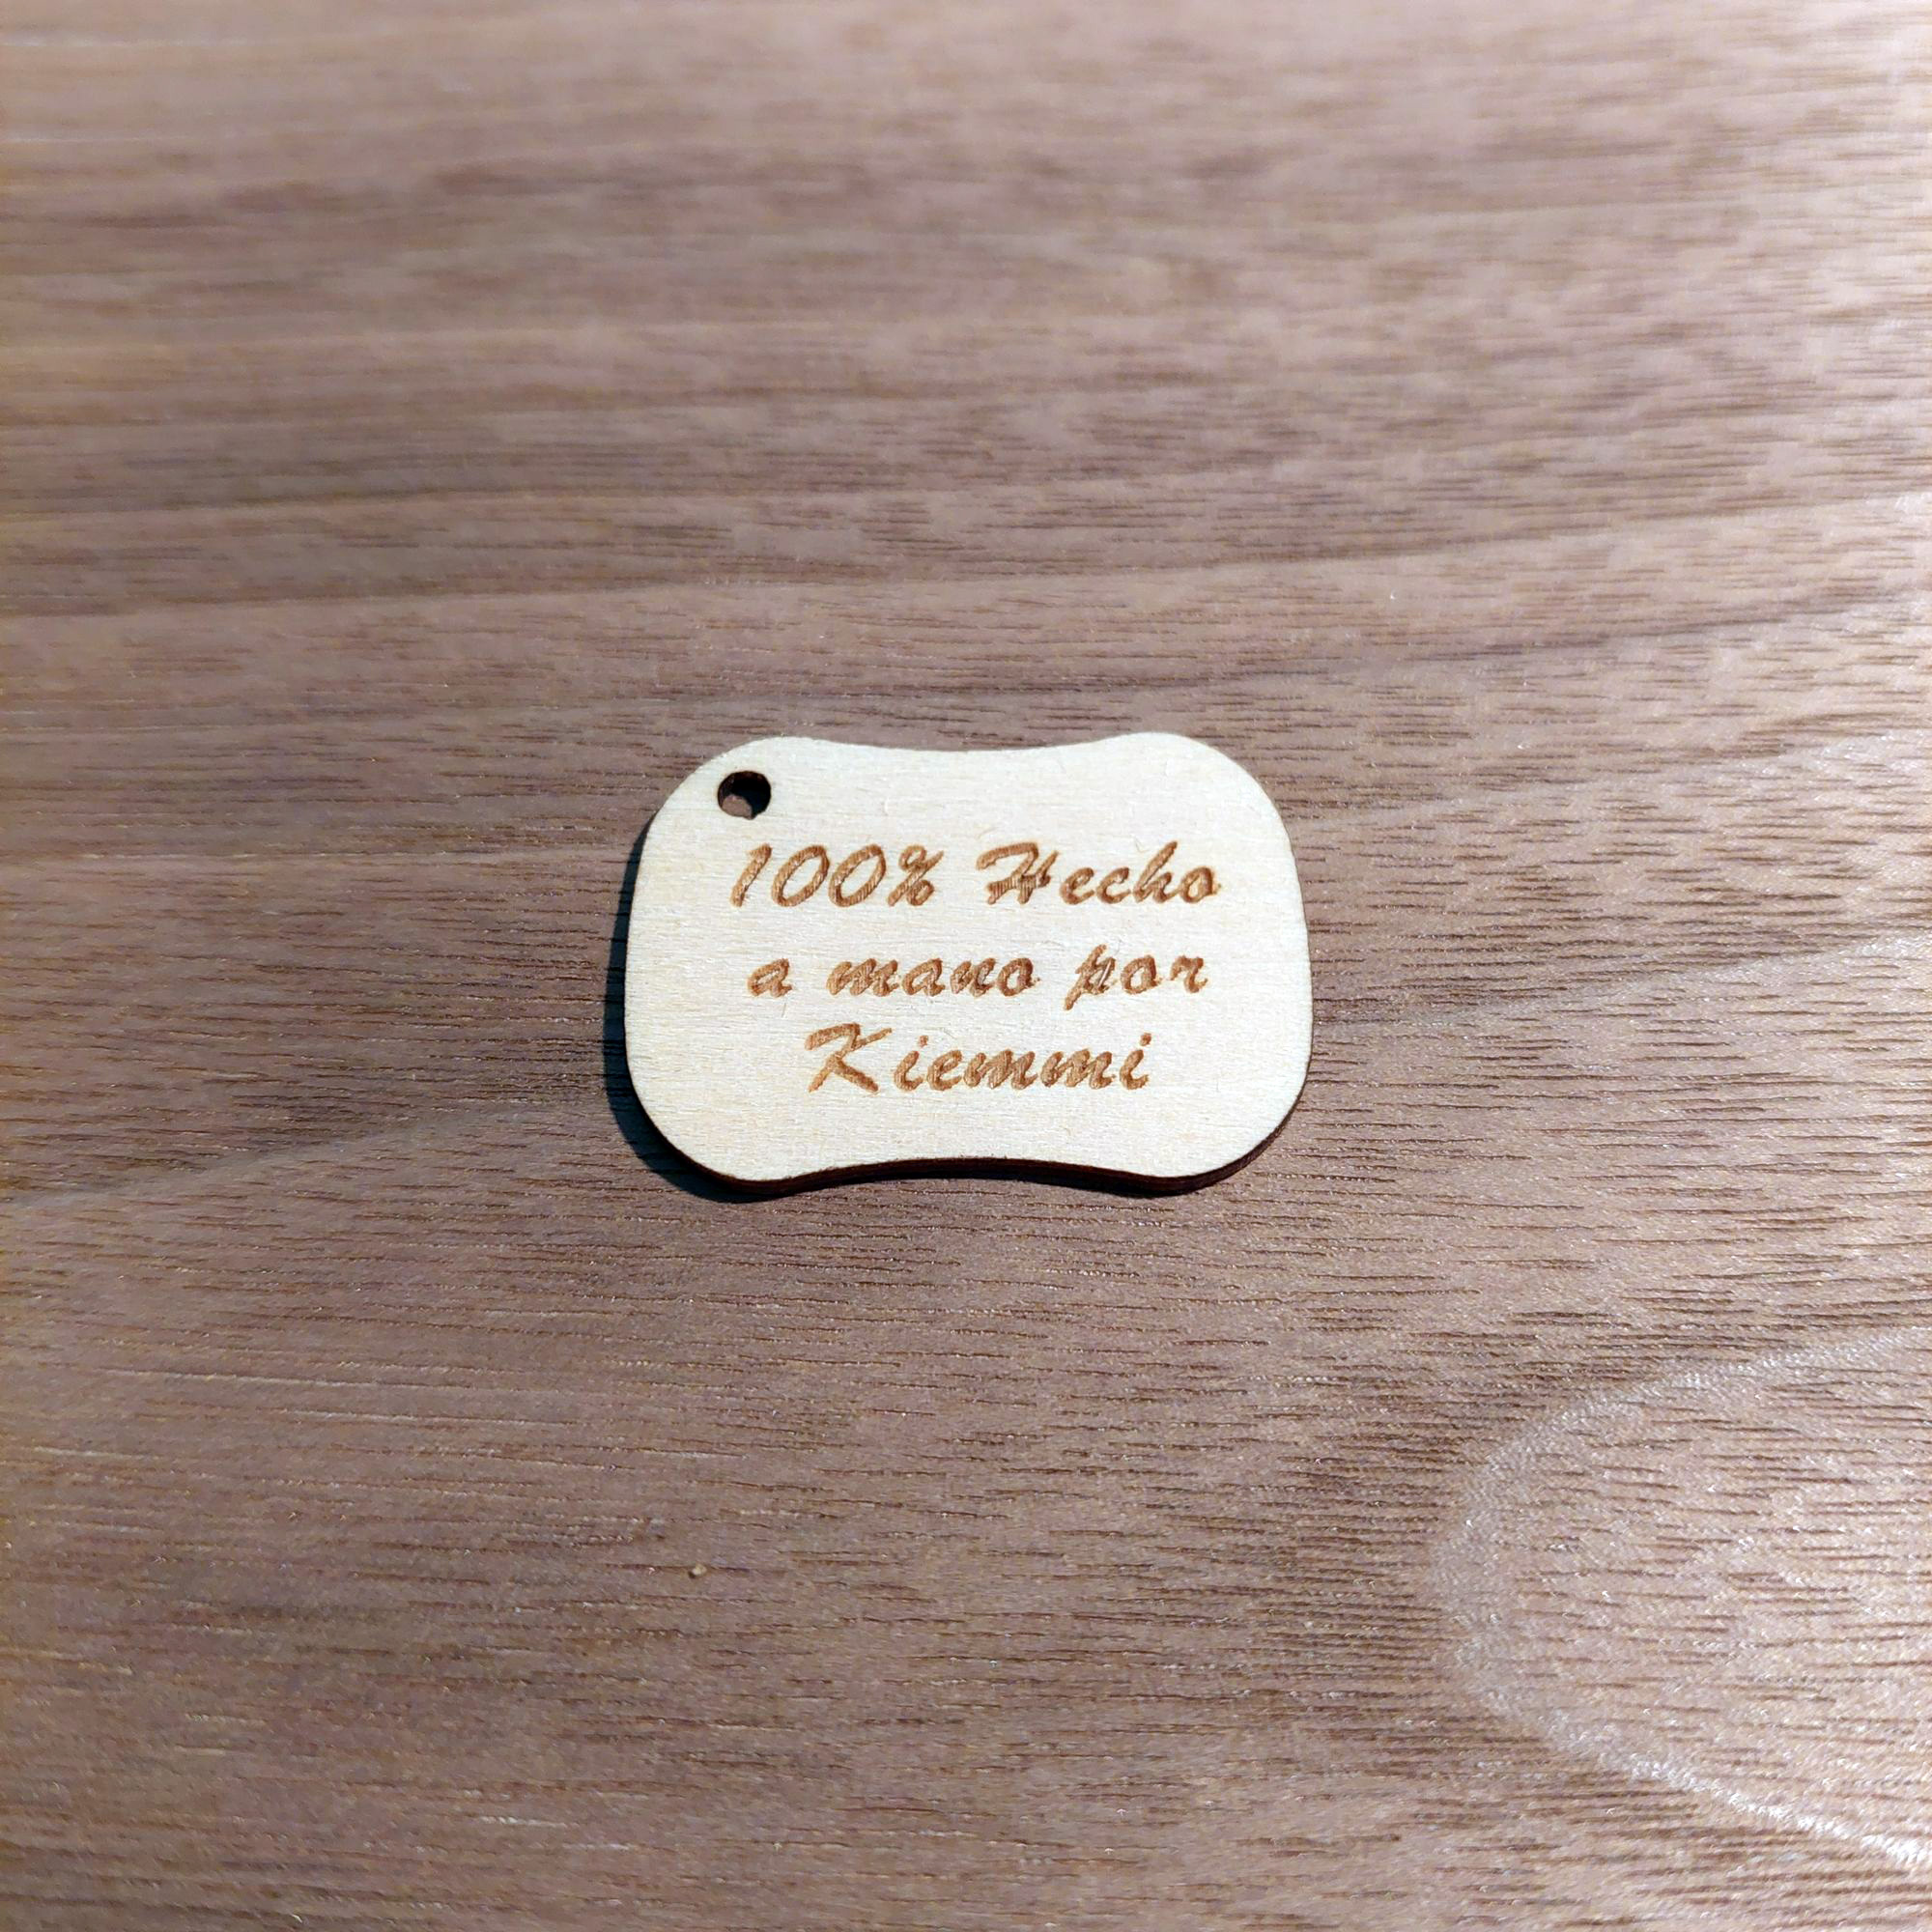 100% Hecho
a mano por
Kiemmi